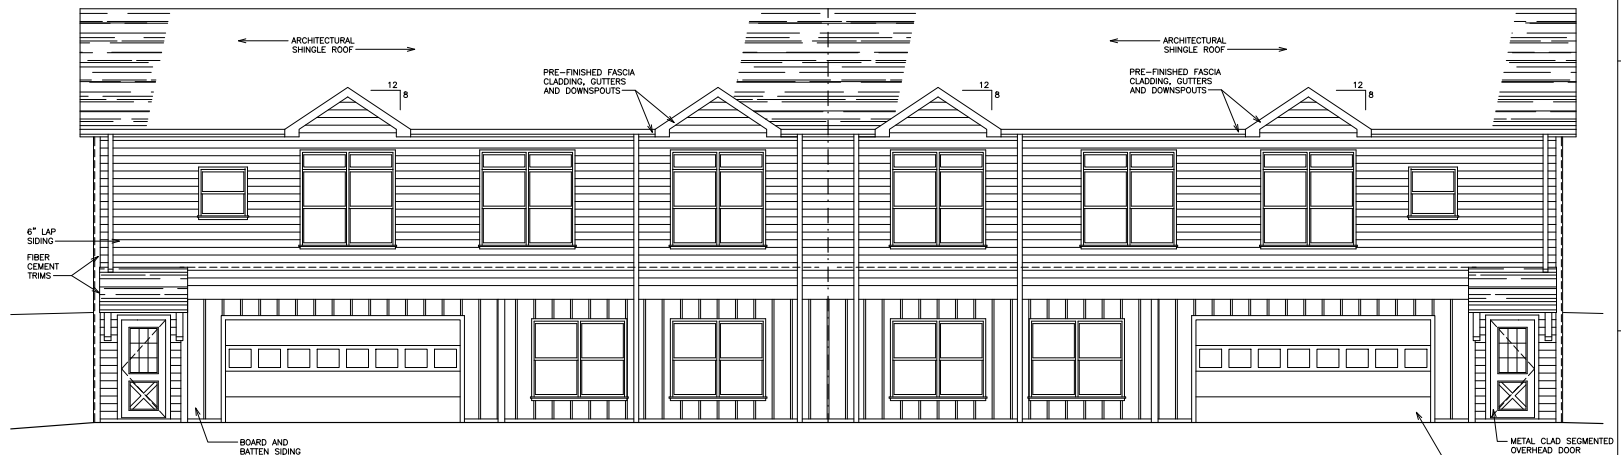 ARCHITECTURAL
SHINGLE ROOF
ARCHITECTURAL
SHINGLE ROOF
PRE-FINISHED FASCIA
CLADDING, GUTTERS
AND DOWNSPOUTS
PRE-FINISHED FASCIA
CLADDING, GUTTERS
AND DOWNSPOUTS
12
8
12
8
12
8
6" LAP
SIDING
FIBER
CEMENT
TRIMS
BOARD AND
BATTEN SIDING
METAL CLAD SEGMENTED
OVERHEAD DOOR